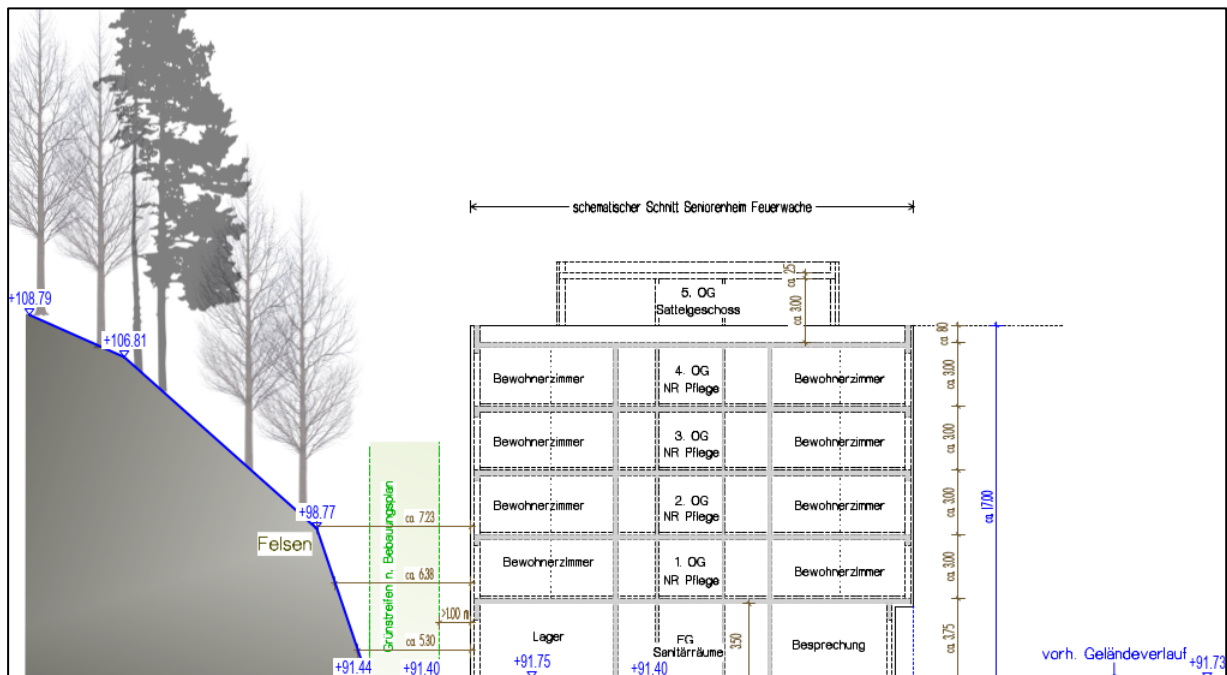 schematischer Schnitt Seniorenheim Feuerwache
+108.79
+106.81
+98.77
Felsen
+91.44
+91.40
Grünstreifen n. Bebauungsplan
ca. 7.23
ca. 6.38
>1.00 m
ca. 5.30
5. OG
Sattelgeschoss
ca. 25
ca. 3.00
Bewohnerzimmer
4. OG
NR Pflege
Bewohnerzimmer
Bewohnerzimmer
3. OG
NR Pflege
Bewohnerzimmer
Bewohnerzimmer
2. OG
NR Pflege
Bewohnerzimmer
Bewohnerzimmer
1. OG
NR Pflege
Bewohnerzimmer
Lager
EG
Sanitärräume
3.50
Besprechung
+91.75
+91.40
ca. 80
ca. 3.00
ca. 3.00
ca. 3.00
ca. 3.00
ca. 3.75
ca. 17.00
vorh. Geländeverlauf
+91.73